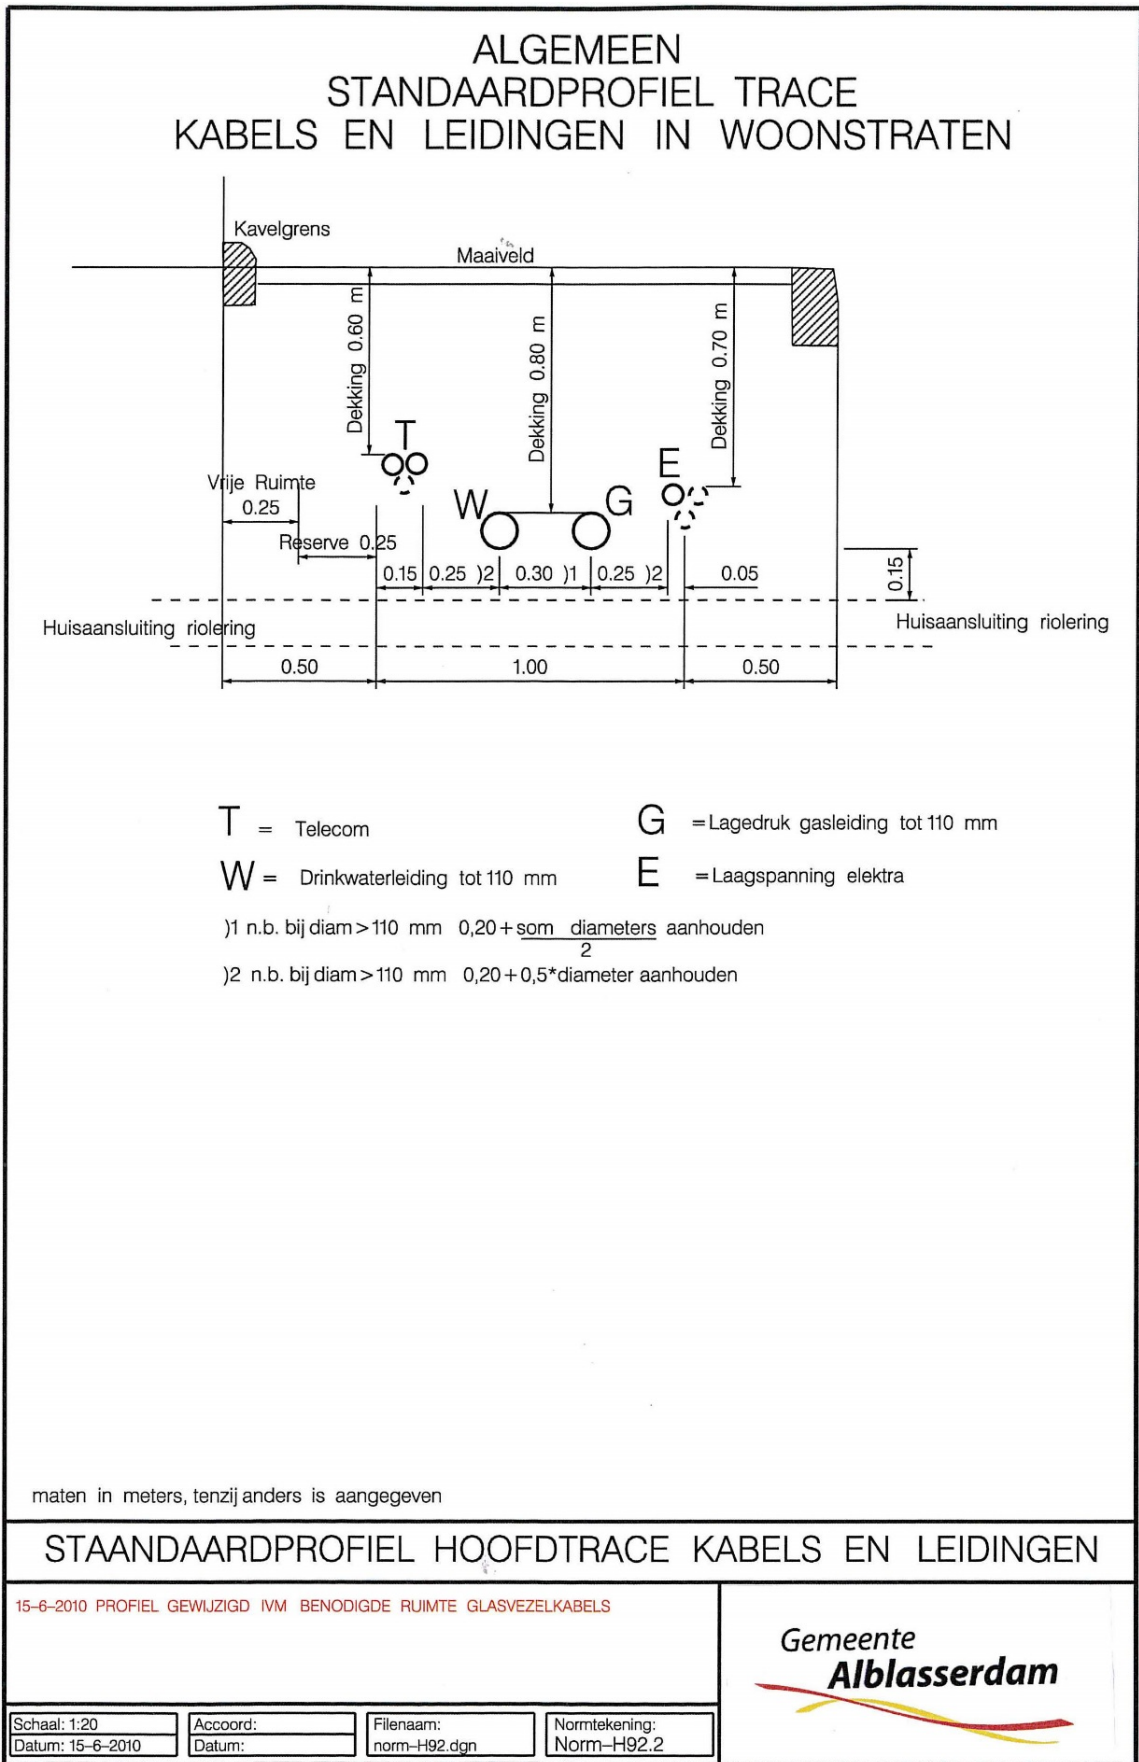 ALGEMEEN
STANDAARDPROFIEL TRACE
KABELS EN LEIDINGEN IN WOONSTRATEN
Kavelgrens
Maaiveld
Dekking 0.60 m
Dekking 0.80 m
Dekking 0.70 m
T
E
W
G
Vrije Ruimte
0.25
Reserve 0.25
0.15
0.25 )2
0.30 )1
0.25 )2
0.05
0.15
Huisaansluiting riolering
Huisaansluiting riolering
0.50
1.00
0.50
T = Telecom
G = Lagedruk gasleiding tot 110 mm
W = Drinkwaterleiding tot 110 mm
E = Laagspanning elektra
)1 n.b. bij diam > 110 mm 0,20 + som diameters aanhouden
2
)2 n.b. bij diam > 110 mm 0,20 + 0,5*diameter aanhouden
maten in meters, tenzij anders is aangegeven
STAANDAARDPROFIEL HOOFDTRACE KABELS EN LEIDINGEN
15-6-2010 PROFIEL GEWIJZIGD IVM BENODIGDE RUIMTE GLASVEZELKABELS
Gemeente
Alblasserdam
Schaal: 1:20
Datum: 15-6-2010
Accoord:
Datum:
Filenaam:
norm-H92.dgn
Normtekening:
Norm-H92.2